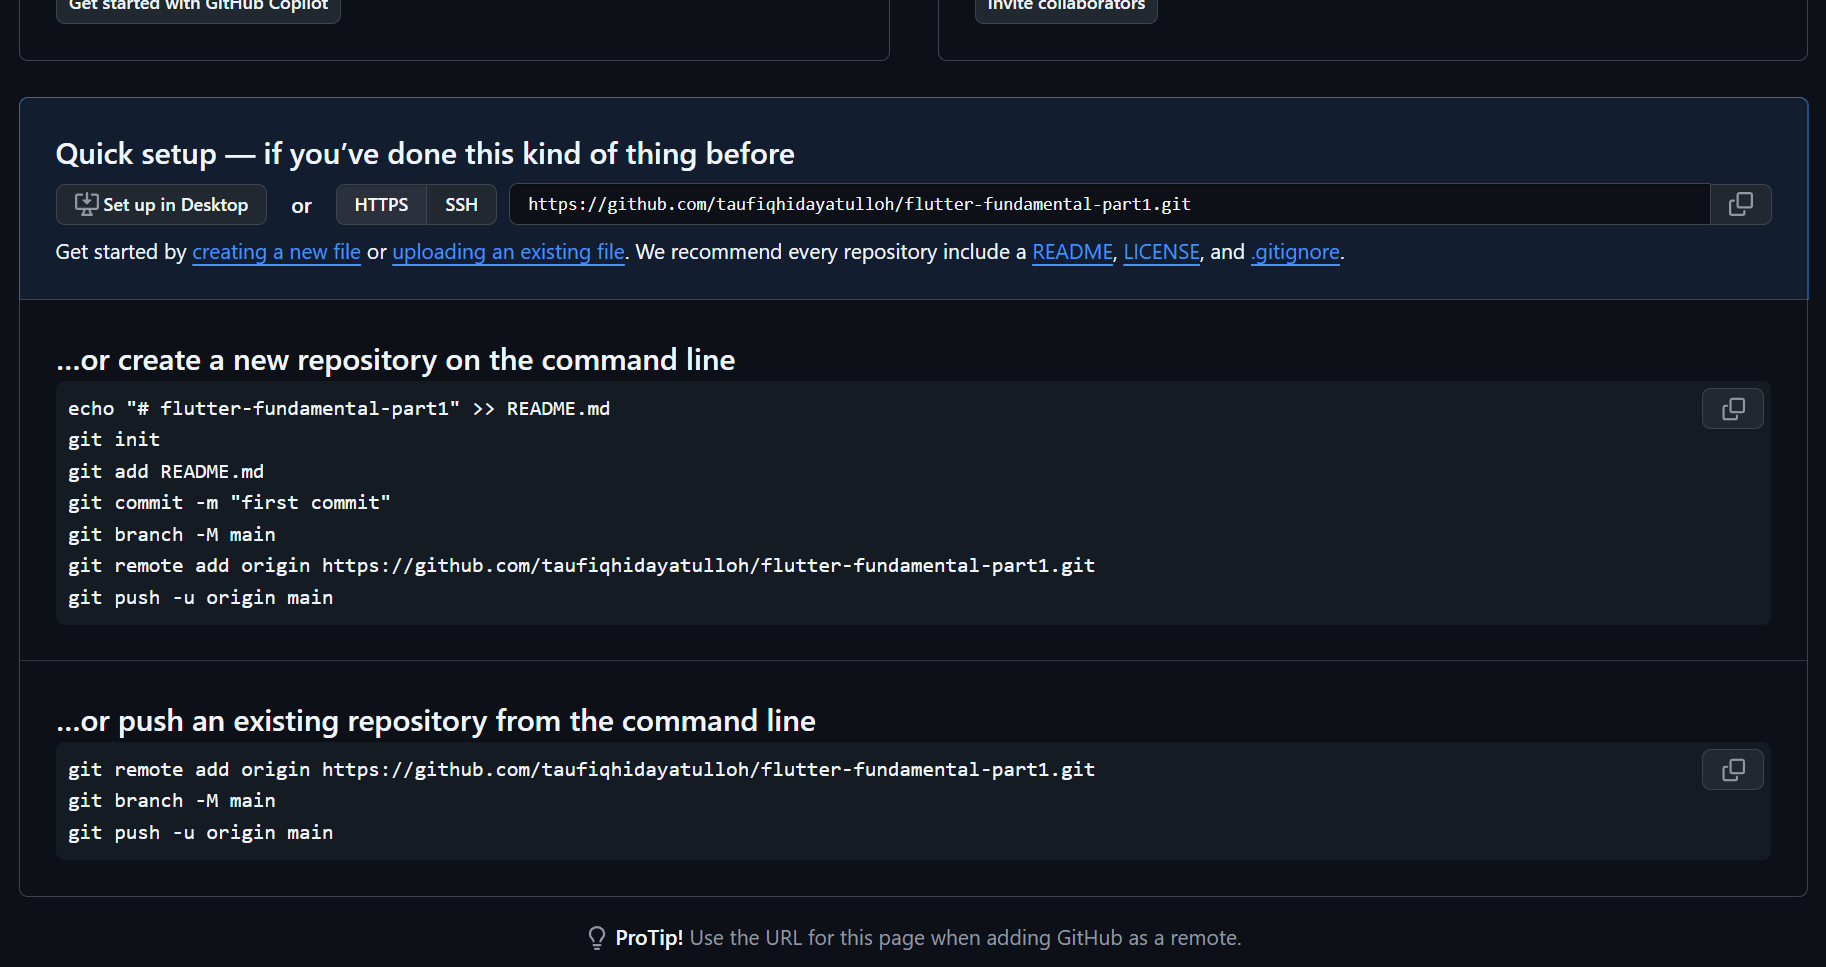 Get started with GitHub Copilot
Invite collaborators
Quick setup — if you’ve done this kind of thing before
Set up in Desktop or HTTPS SSH https://github.com/taufiqhidayatulloh/flutter-fundamental-part1.git
Get started by creating a new file or uploading an existing file. We recommend every repository include a README, LICENSE, and .gitignore.
…or create a new repository on the command line
echo "# flutter-fundamental-part1" >> README.md
git init
git add README.md
git commit -m "first commit"
git branch -M main
git remote add origin https://github.com/taufiqhidayatulloh/flutter-fundamental-part1.git
git push -u origin main
…or push an existing repository from the command line
git remote add origin https://github.com/taufiqhidayatulloh/flutter-fundamental-part1.git
git branch -M main
git push -u origin main
ProTip! Use the URL for this page when adding GitHub as a remote.